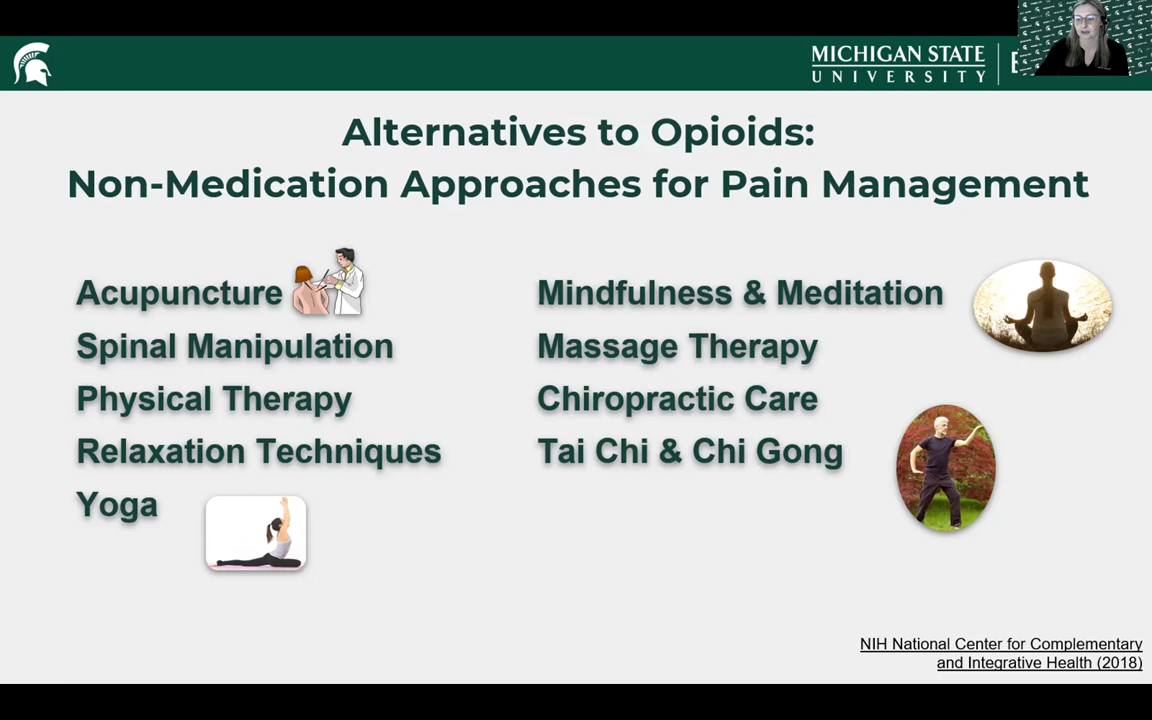 MICHIGAN STATE
UNIVERSITY
Alternatives to Opioids:
Non-Medication Approaches for Pain Management
Acupuncture
Spinal Manipulation
Physical Therapy
Relaxation Techniques
Yoga
Mindfulness & Meditation
Massage Therapy
Chiropractic Care
Tai Chi & Chi Gong
NIH National Center for Complementary
and Integrative Health (2018)